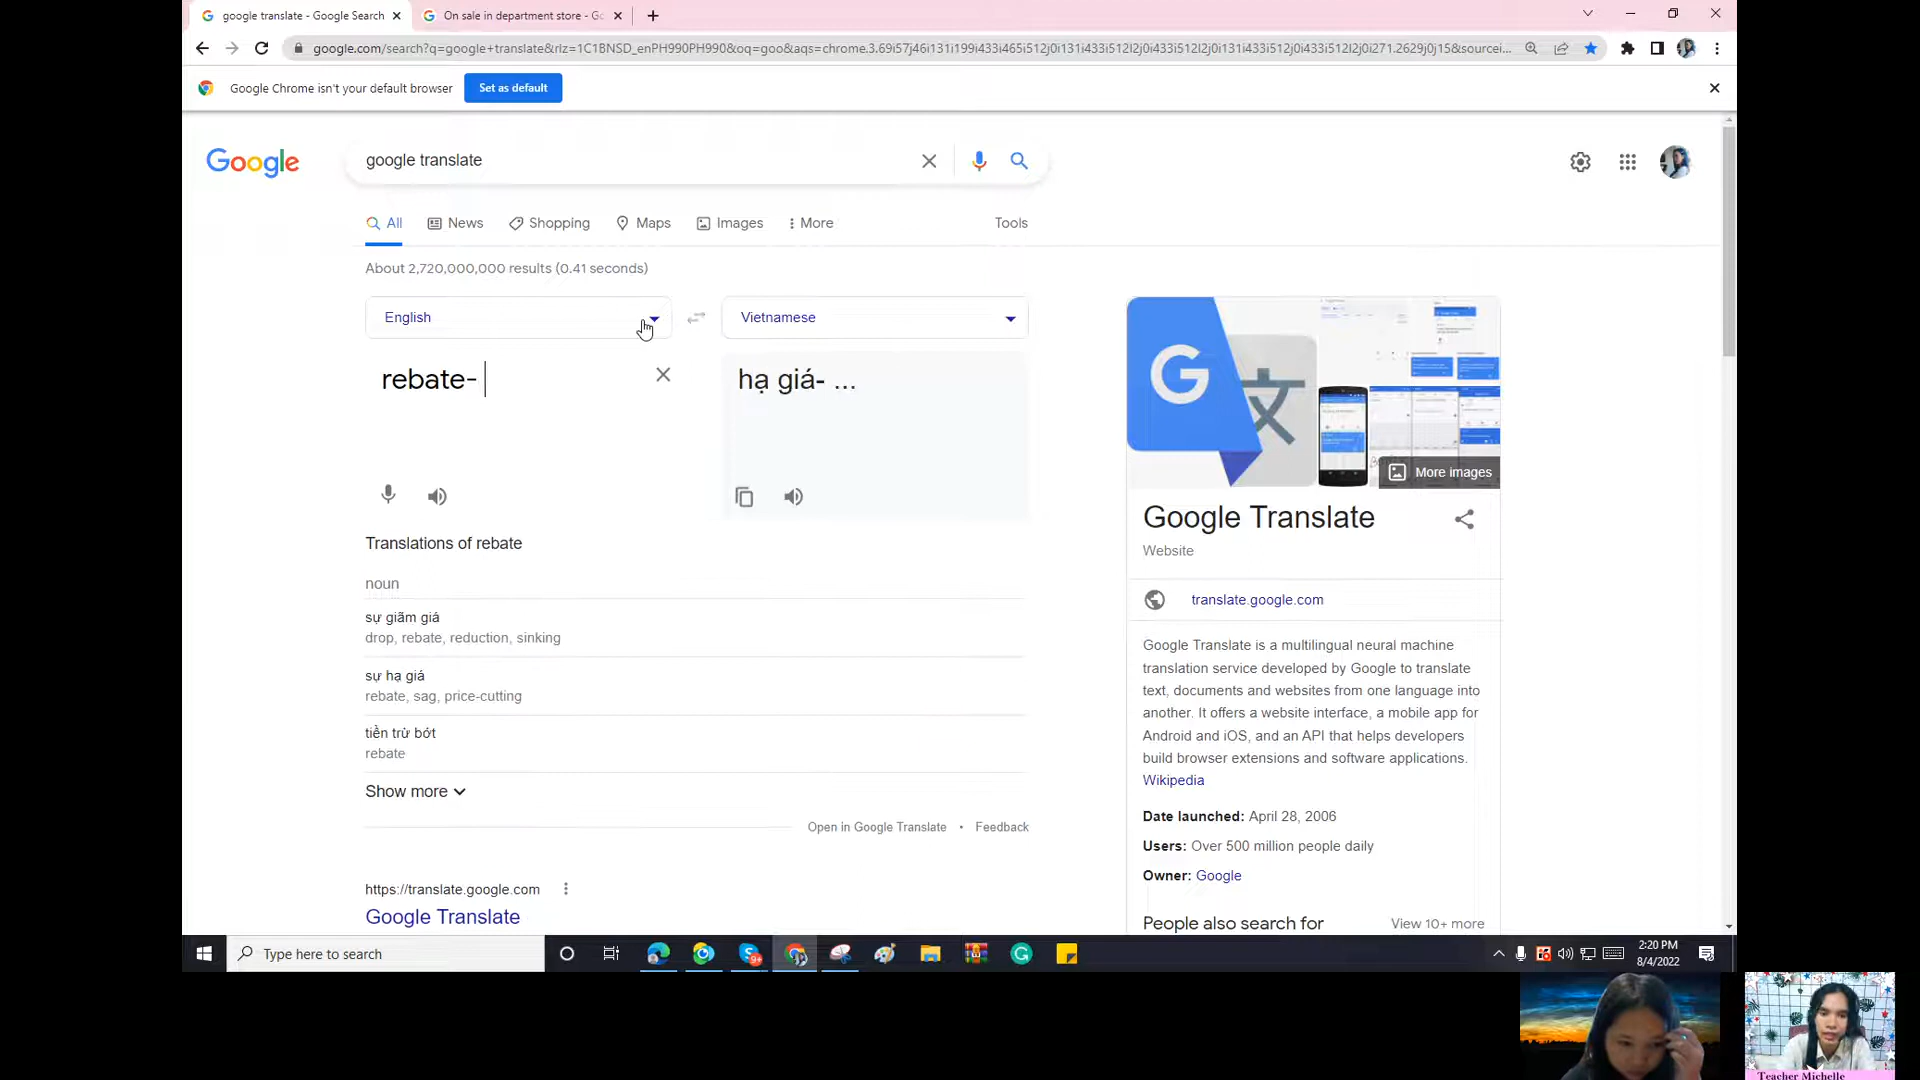 google translate - Google Search
On sale in department store - Go
google.com/search?q=google+translate&rlz=1C1BNSD_enPH990PH990&oq=goo&aqs=chrome.3.69i57j46i131i199i433i465i512j0i131i433i512l2j0i433i512j0i131i433i512j0i433i512l2j0i271.2629j0j15&sourcei...
Google Chrome isn't your default browser
Set as default
Google
google translate
All
News
Shopping
Maps
Images
More
Tools
About 2,720,000,000 results (0.41 seconds)
English
Vietnamese
rebate-
hạ giá- ...
Translations of rebate
noun
sự giãm giá
drop, rebate, reduction, sinking
sự hạ giá
rebate, sag, price-cutting
tiền trừ bớt
rebate
Show more
Open in Google Translate • Feedback
https://translate.google.com
Google Translate
More images
Google Translate
Website
translate.google.com
Google Translate is a multilingual neural machine
translation service developed by Google to translate
text, documents and websites from one language into
another. It offers a website interface, a mobile app for
Android and iOS, and an API that helps developers
build browser extensions and software applications.
Wikipedia
Date launched: April 28, 2006
Users: Over 500 million people daily
Owner: Google
People also search for
View 10+ more
Type here to search
2:20 PM
8/4/2022
Teacher Michelle